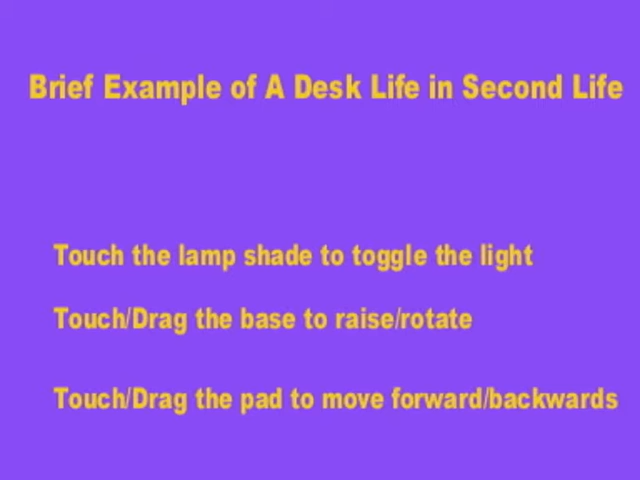 Brief Example of A Desk Life in Second Life
Touch the lamp shade to toggle the light
Touch/Drag the base to raise/rotate
Touch/Drag the pad to move forward/backwards